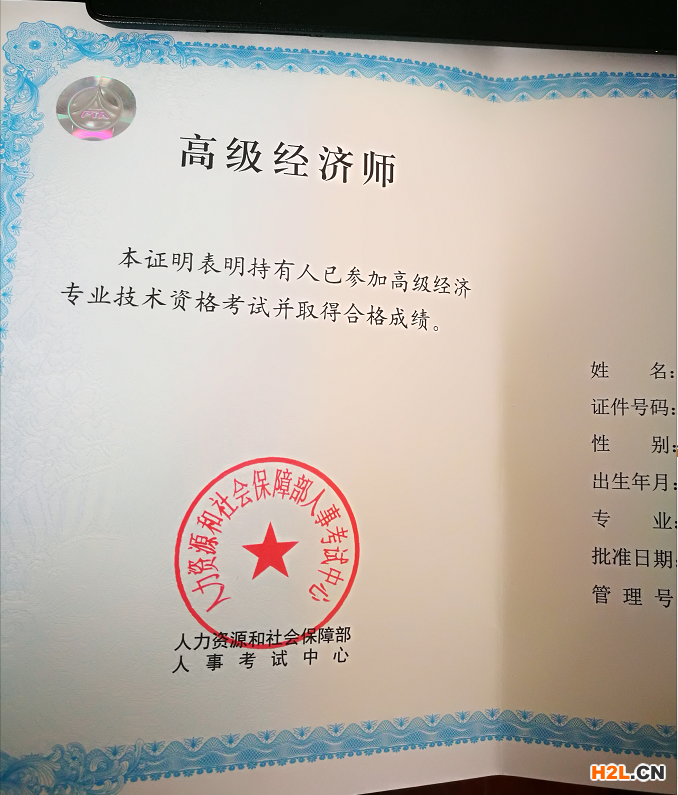 高级经济师
本证明表明持有人已参加高级经济
专业技术资格考试并取得合格成绩。
人力资源和社会保障部人事考试中心
人力资源和社会保障部
人事考试中心
姓 名:
证件号码:
性 别:
出生年月:
专 业:
批准日期:
管 理 号
H2L.CN